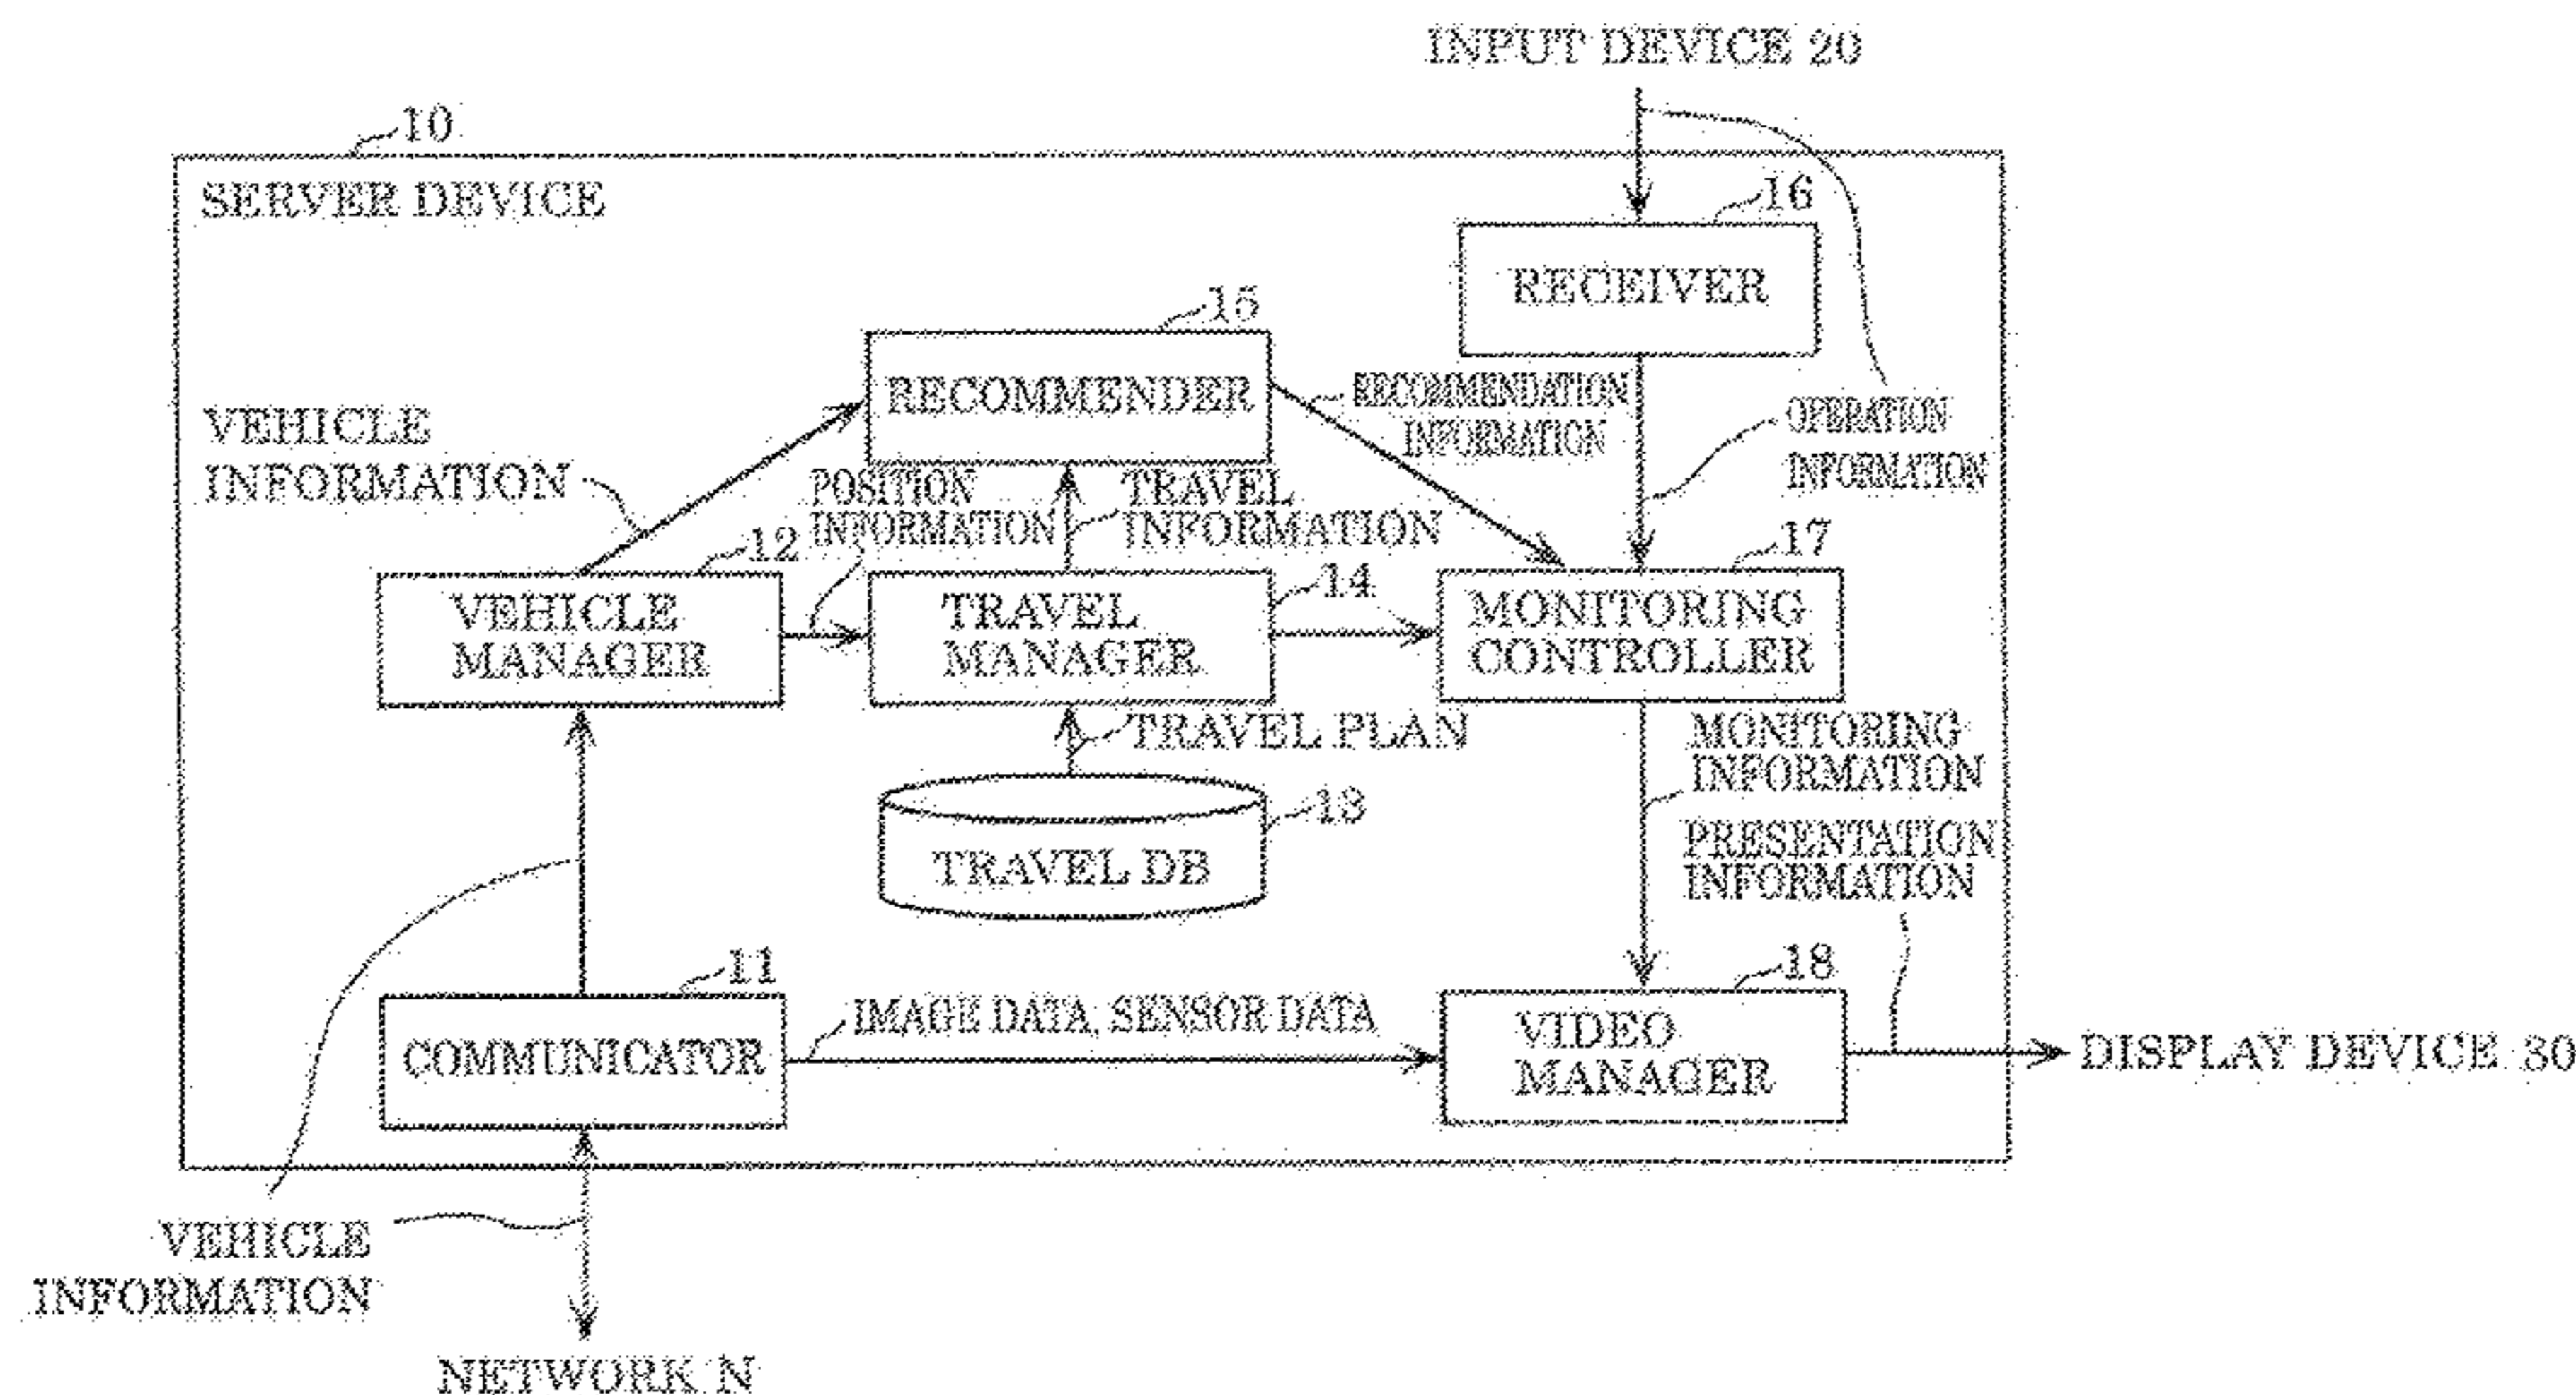 INPUT DEVICE 20
10
SERVER DEVICE
16
RECEIVER
15
RECOMMENDER
RECOMMENDATION
INFORMATION
OPERATION
INFORMATION
VEHICLE
INFORMATION
POSITION
INFORMATION
TRAVEL
INFORMATION
12
VEHICLE
MANAGER
14
TRAVEL
MANAGER
17
MONITORING
CONTROLLER
TRAVEL PLAN
MONITORING
INFORMATION
13
TRAVEL DB
PRESENTATION
INFORMATION
11
COMMUNICATOR
IMAGE DATA, SENSOR DATA
18
VIDEO
MANAGER
DISPLAY DEVICE 30
VEHICLE
INFORMATION
NETWORK N